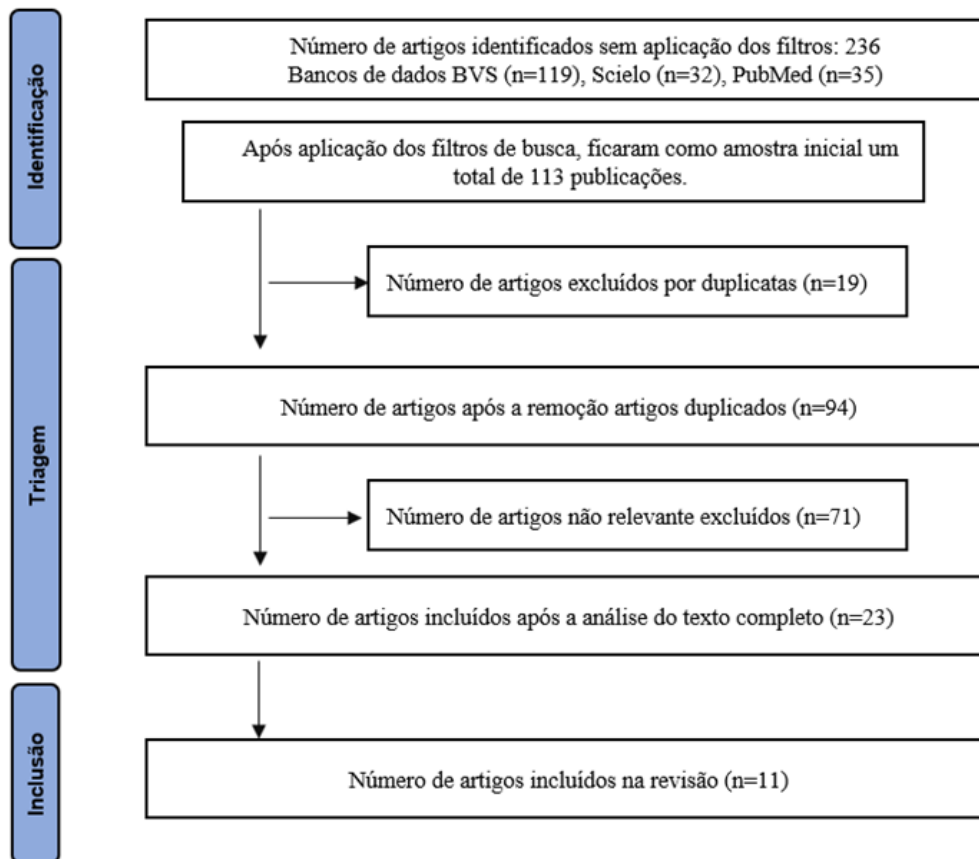 Identificação
Número de artigos identificados sem aplicação dos filtros: 236
Bancos de dados BVS (n=119), Scielo (n=32), PubMed (n=35)
Após aplicação dos filtros de busca, ficaram como amostra inicial um
total de 113 publicações.
Triagem
Número de artigos excluídos por duplicatas (n=19)
Número de artigos após a remoção artigos duplicados (n=94)
Número de artigos não relevante excluídos (n=71)
Número de artigos incluídos após a análise do texto completo (n=23)
Inclusão
Número de artigos incluídos na revisão (n=11)